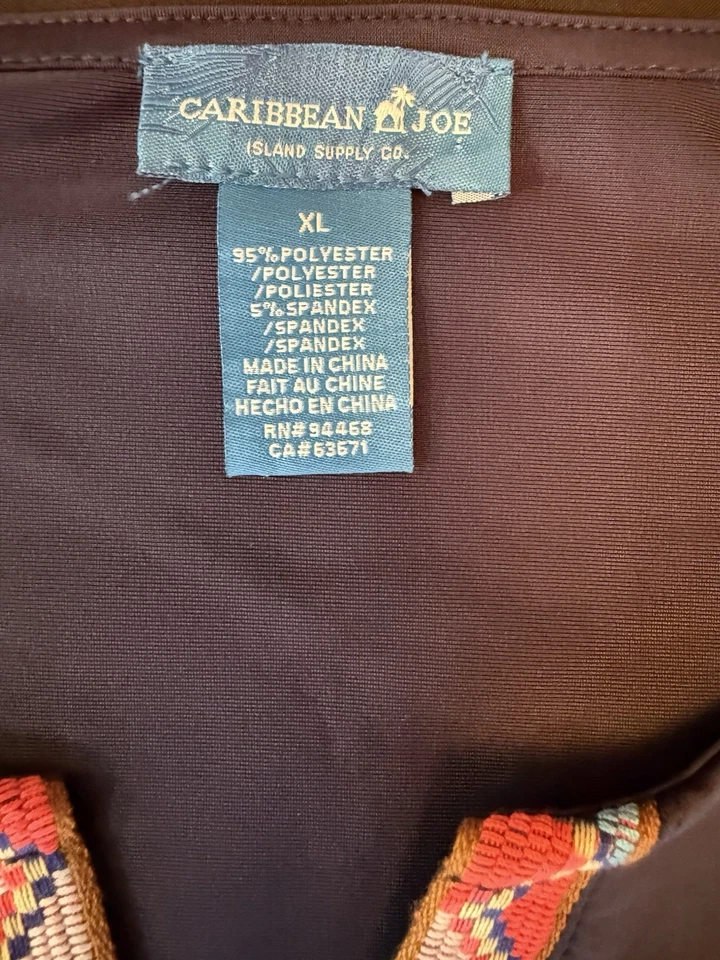 CARIBBEAN JOE
ISLAND SUPPLY CO.
XL
95% POLYESTER
/POLYESTER
/POLIESTER
5% SPANDEX
/SPANDEX
/SPANDEX
MADE IN CHINA
FAIT AU CHINE
HECHO EN CHINA
RN# 94468
CA# 63671